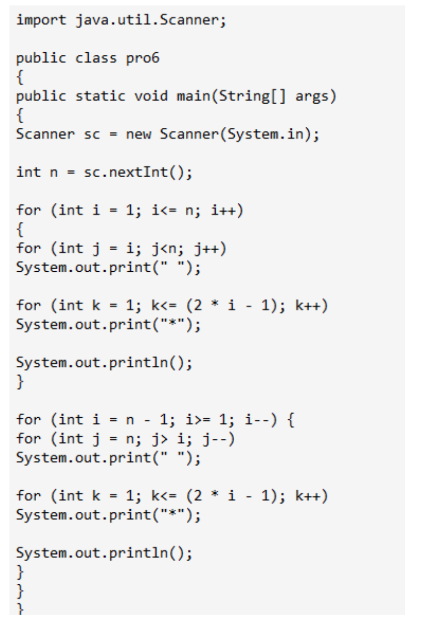 import java.util.Scanner;
public class pro6
{
public static void main(String[] args)
{
Scanner sc = new Scanner(System.in);
int n = sc.nextInt();
for (int i = 1; i<= n; i++)
{
for (int j = i; j<n; j++)
System.out.print(" ");
for (int k = 1; k<= (2 * i - 1); k++)
System.out.print("*");
System.out.println();
}
for (int i = n - 1; i>= 1; i--) {
for (int j = n; j> i; j--)
System.out.print(" ");
for (int k = 1; k<= (2 * i - 1); k++)
System.out.print("*");
System.out.println();
}
}
}